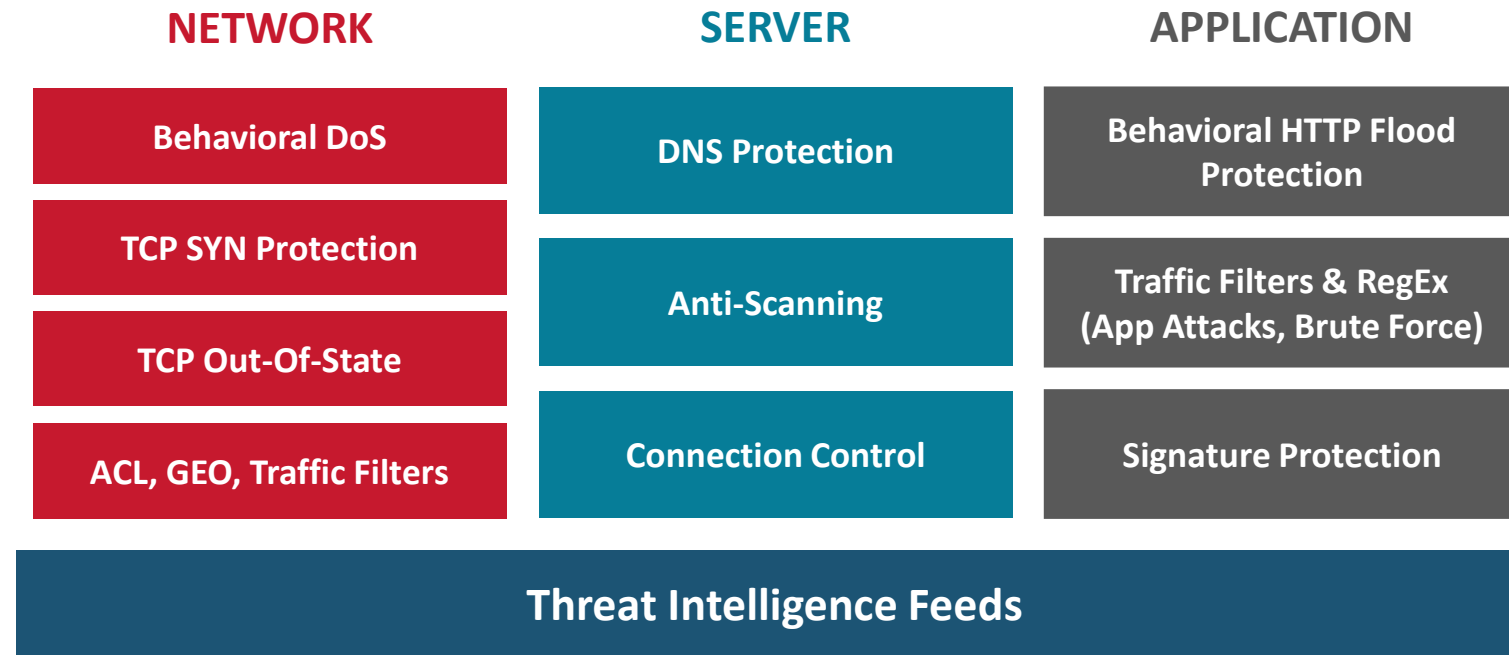 NETWORK
Behavioral DoS
TCP SYN Protection
TCP Out-Of-State
ACL, GEO, Traffic Filters
SERVER
DNS Protection
Anti-Scanning
Connection Control
APPLICATION
Behavioral HTTP Flood
Protection
Traffic Filters & RegEx
(App Attacks, Brute Force)
Signature Protection
Threat Intelligence Feeds